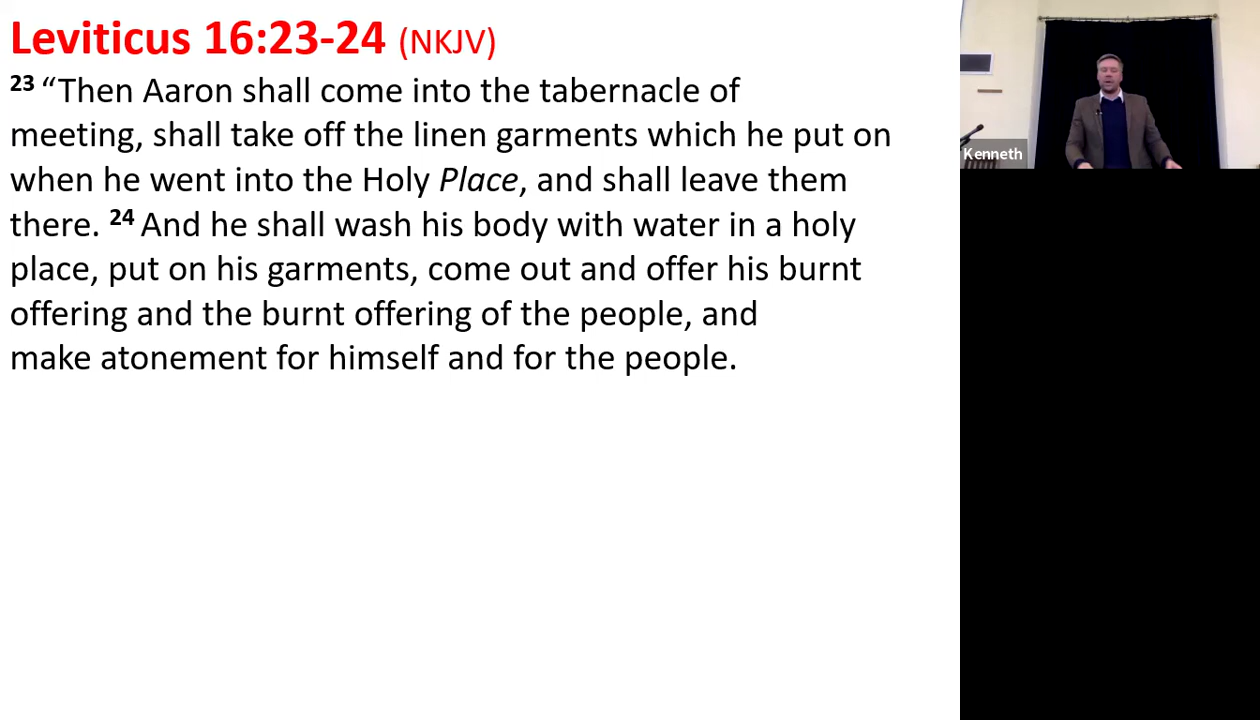 Leviticus 16:23-24 (NKJV)
23 “Then Aaron shall come into the tabernacle of
meeting, shall take off the linen garments which he put on
when he went into the Holy Place, and shall leave them
there. 24 And he shall wash his body with water in a holy
place, put on his garments, come out and offer his burnt
offering and the burnt offering of the people, and
make atonement for himself and for the people.
Kenneth